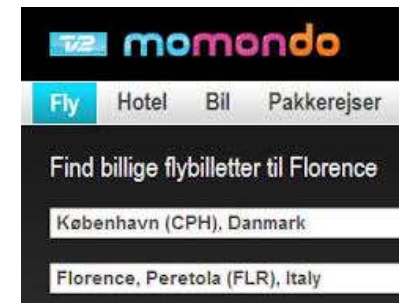 TV2 momondo
Fly Hotel Bil Pakkerejser
Find billige flybilletter til Florence
København (CPH), Danmark
Florence, Peretola (FLR), Italy